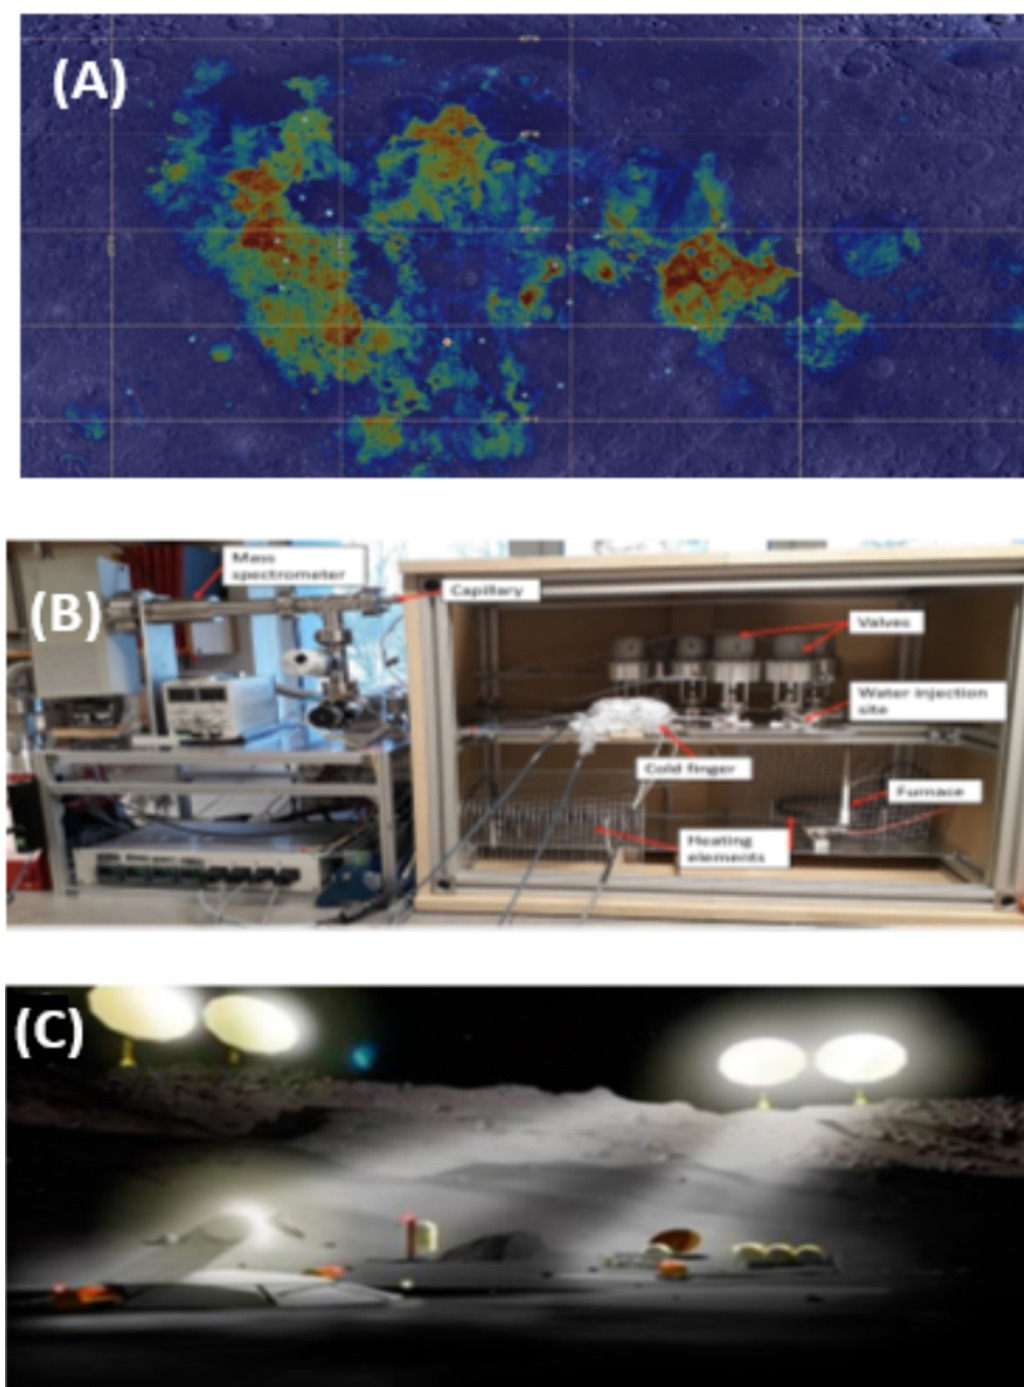 (A)
(B)
Mass
spectrometer
Capillary
Valves
Water injection
site
Cold finger
Furnace
Heating
elements
(C)